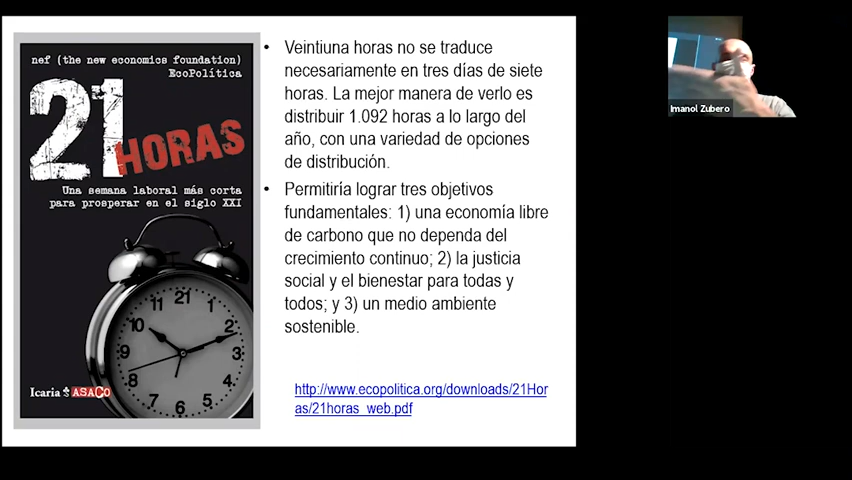 nef (the new economics foundation)
EcoPolítica
21
HORAS
Una semana laboral más corta
para prosperar en el siglo XXI
11 21 1
10 2
9 3
8 4
7 6 5
Icaria ASACO
• Veintiuna horas no se traduce
necesariamente en tres días de siete
horas. La mejor manera de verlo es
distribuir 1.092 horas a lo largo del
año, con una variedad de opciones
de distribución.
• Permitiría lograr tres objetivos
fundamentales: 1) una economía libre
de carbono que no dependa del
crecimiento continuo; 2) la justicia
social y el bienestar para todas y
todos; y 3) un medio ambiente
sostenible.
http://www.ecopolitica.org/downloads/21Hor
as/21horas_web.pdf
Imanol Zubero